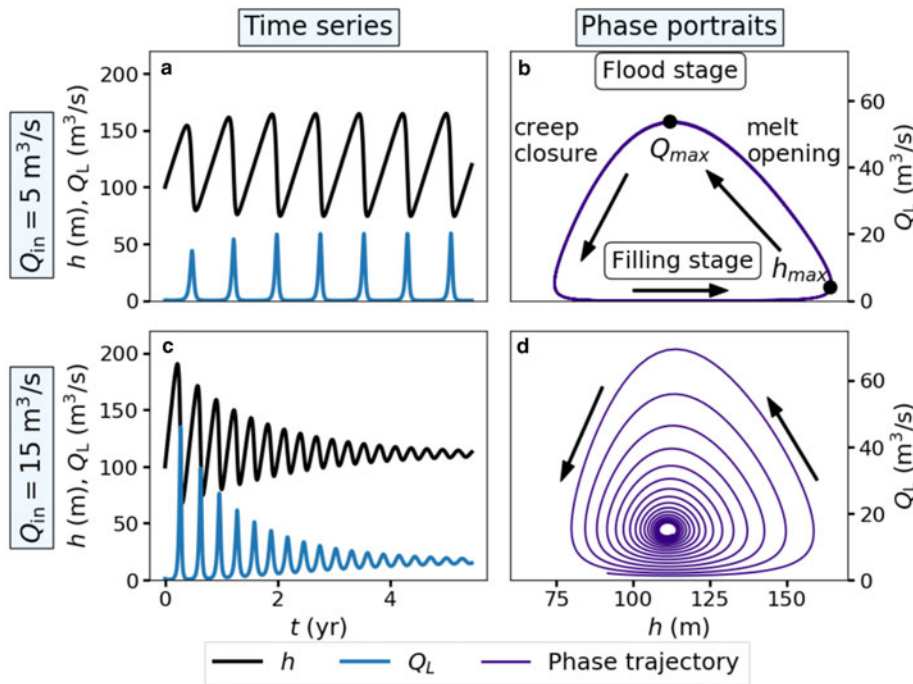 Time series
Phase portraits
Q_in = 5 m³/s
h (m), Q_L (m³/s)
200
150
100
50
0
a
b
Flood stage
creep
closure
melt
opening
Q_max
h_max
Filling stage
60
40
20
0
Q_L (m³/s)
Q_in = 15 m³/s
h (m), Q_L (m³/s)
200
150
100
50
0
c
d
60
40
20
0
Q_L (m³/s)
0
2
4
t (yr)
75
100
125
150
h (m)
h
Q_L
Phase trajectory